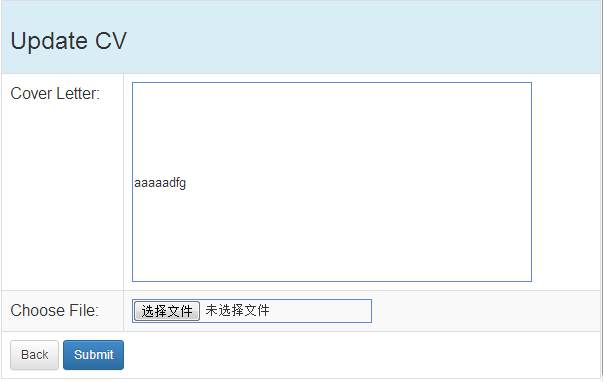 Update CV
Cover Letter:
aaaaadfg
Choose File:
选择文件 未选择文件
Back Submit